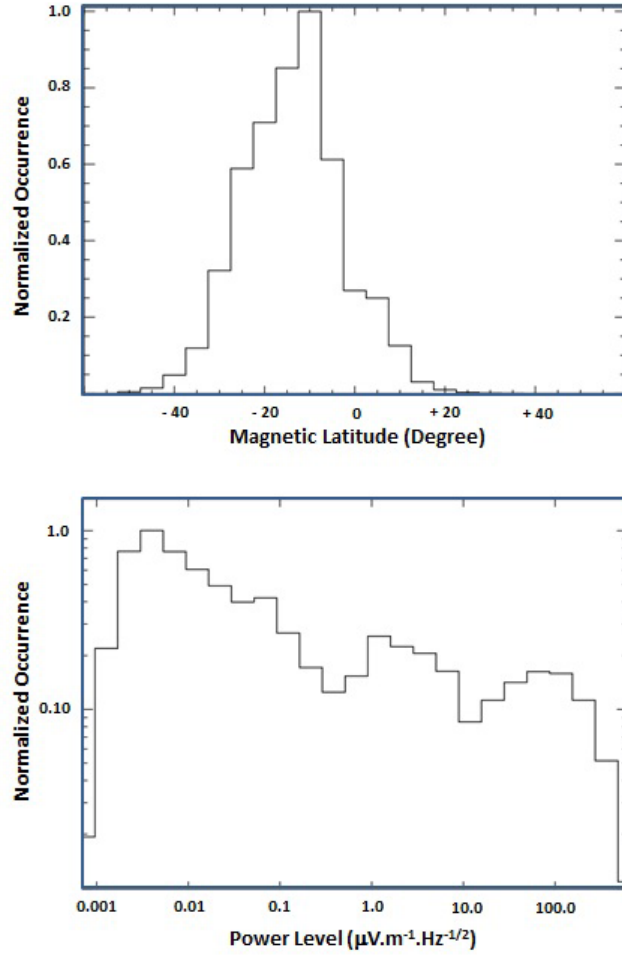 1.0
0.8
0.6
0.4
0.2
Normalized Occurrence
- 40 - 20 0 + 20 + 40
Magnetic Latitude (Degree)
1.0
0.10
Normalized Occurrence
0.001 0.01 0.1 1.0 10.0 100.0
Power Level (µV.m⁻¹.Hz⁻¹/²)